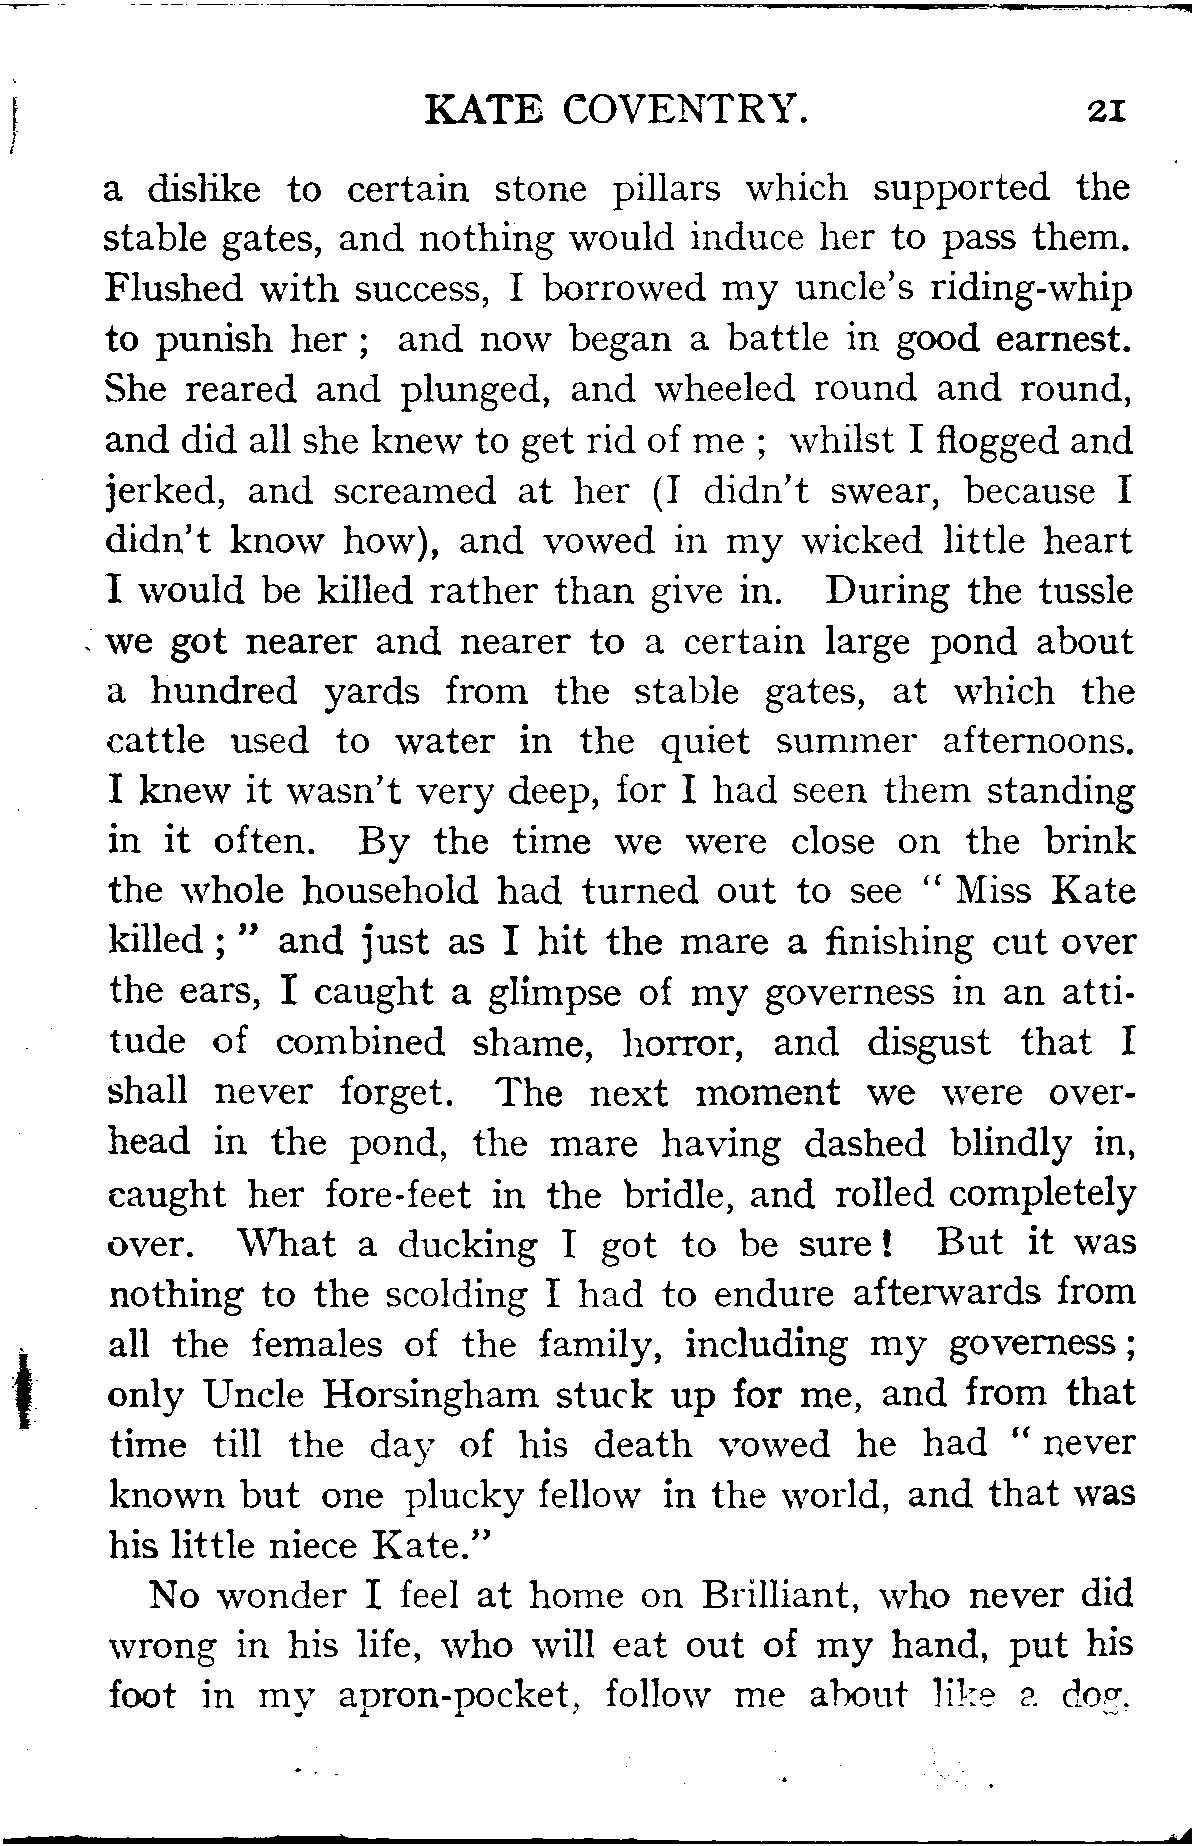 KATE COVENTRY. 21
a dislike to certain stone pillars which supported the
stable gates, and nothing would induce her to pass them.
Flushed with success, I borrowed my uncle's riding-whip
to punish her ; and now began a battle in good earnest.
She reared and plunged, and wheeled round and round,
and did all she knew to get rid of me ; whilst I flogged and
jerked, and screamed at her (I didn't swear, because I
didn't know how), and vowed in my wicked little heart
I would be killed rather than give in. During the tussle
we got nearer and nearer to a certain large pond about
a hundred yards from the stable gates, at which the
cattle used to water in the quiet summer afternoons.
I knew it wasn't very deep, for I had seen them standing
in it often. By the time we were close on the brink
the whole household had turned out to see " Miss Kate
killed ; " and just as I hit the mare a finishing cut over
the ears, I caught a glimpse of my governess in an atti-
tude of combined shame, horror, and disgust that I
shall never forget. The next moment we were over-
head in the pond, the mare having dashed blindly in,
caught her fore-feet in the bridle, and rolled completely
over. What a ducking I got to be sure ! But it was
nothing to the scolding I had to endure afterwards from
all the females of the family, including my governess ;
only Uncle Horsingham stuck up for me, and from that
time till the day of his death vowed he had " never
known but one plucky fellow in the world, and that was
his little niece Kate."
No wonder I feel at home on Brilliant, who never did
wrong in his life, who will eat out of my hand, put his
foot in my apron-pocket, follow me about like a dog.